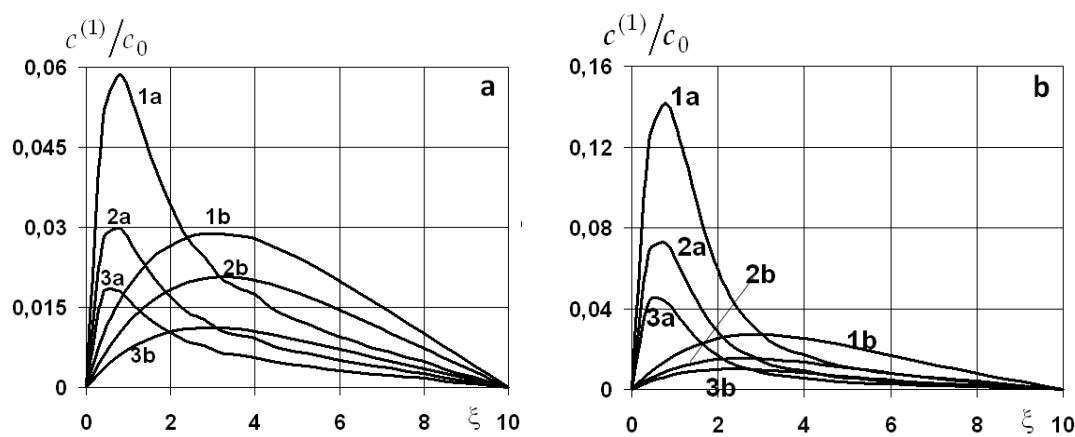 c⁽¹⁾/c₀
0,06
0,045
0,03
0,015
0
a
1a
2a
3a
1b
2b
3b
0 2 4 6 8 ξ 10
c⁽¹⁾/c₀
0,16
0,12
0,08
0,04
0
b
1a
2a
2b
3a
1b
3b
0 2 4 6 8 ξ 10